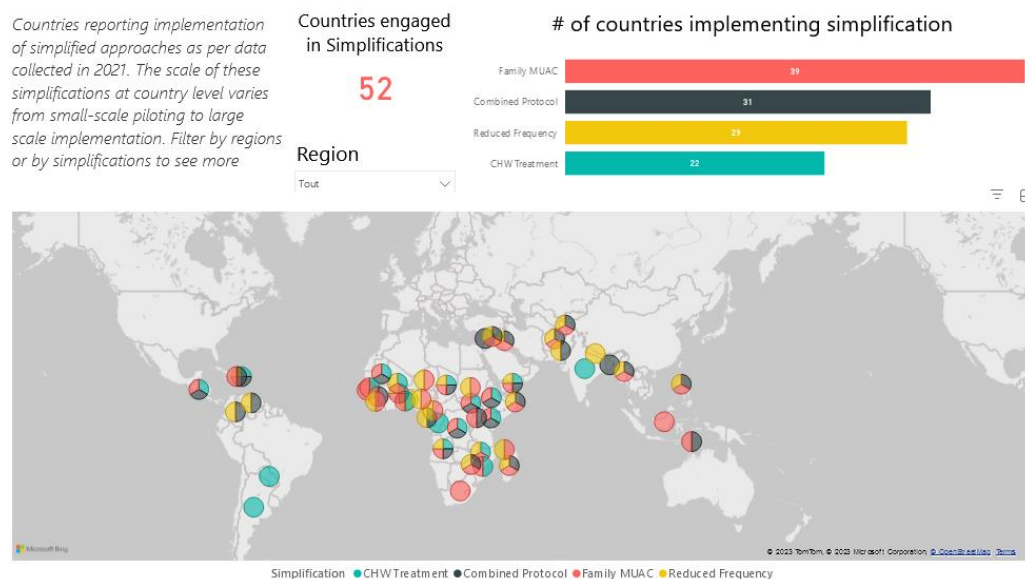 Countries reporting implementation
of simplified approaches as per data
collected in 2021. The scale of these
simplifications at country level varies
from small-scale piloting to large
scale implementation. Filter by regions
or by simplifications to see more
Countries engaged
in Simplifications
52
Region
Tout
# of countries implementing simplification
Family MUAC
39
Combined Protocol
31
Reduced Frequency
29
CHW Treatment
22
Microsoft Bing
© 2023 TomTom, © 2023 Microsoft Corporation, © OpenStreetMap Terms
Simplification CHW Treatment Combined Protocol Family MUAC Reduced Frequency